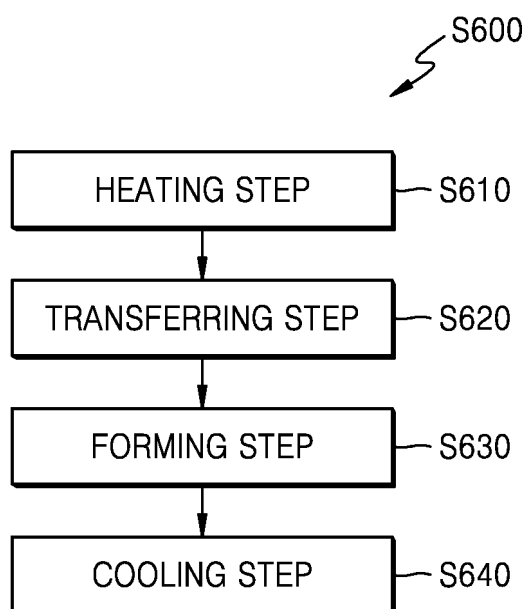 S600
HEATING STEP S610
TRANSFERRING STEP S620
FORMING STEP S630
COOLING STEP S640